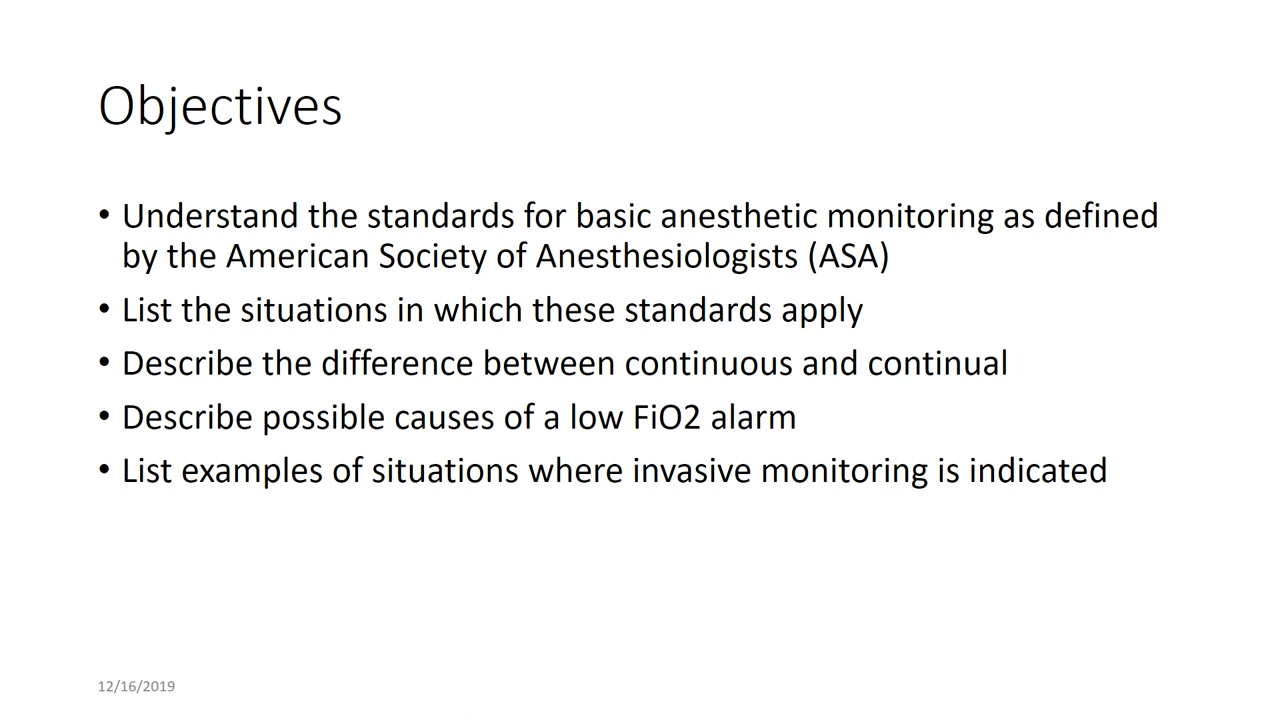 Objectives
• Understand the standards for basic anesthetic monitoring as defined
by the American Society of Anesthesiologists (ASA)
• List the situations in which these standards apply
• Describe the difference between continuous and continual
• Describe possible causes of a low FiO2 alarm
• List examples of situations where invasive monitoring is indicated
12/16/2019